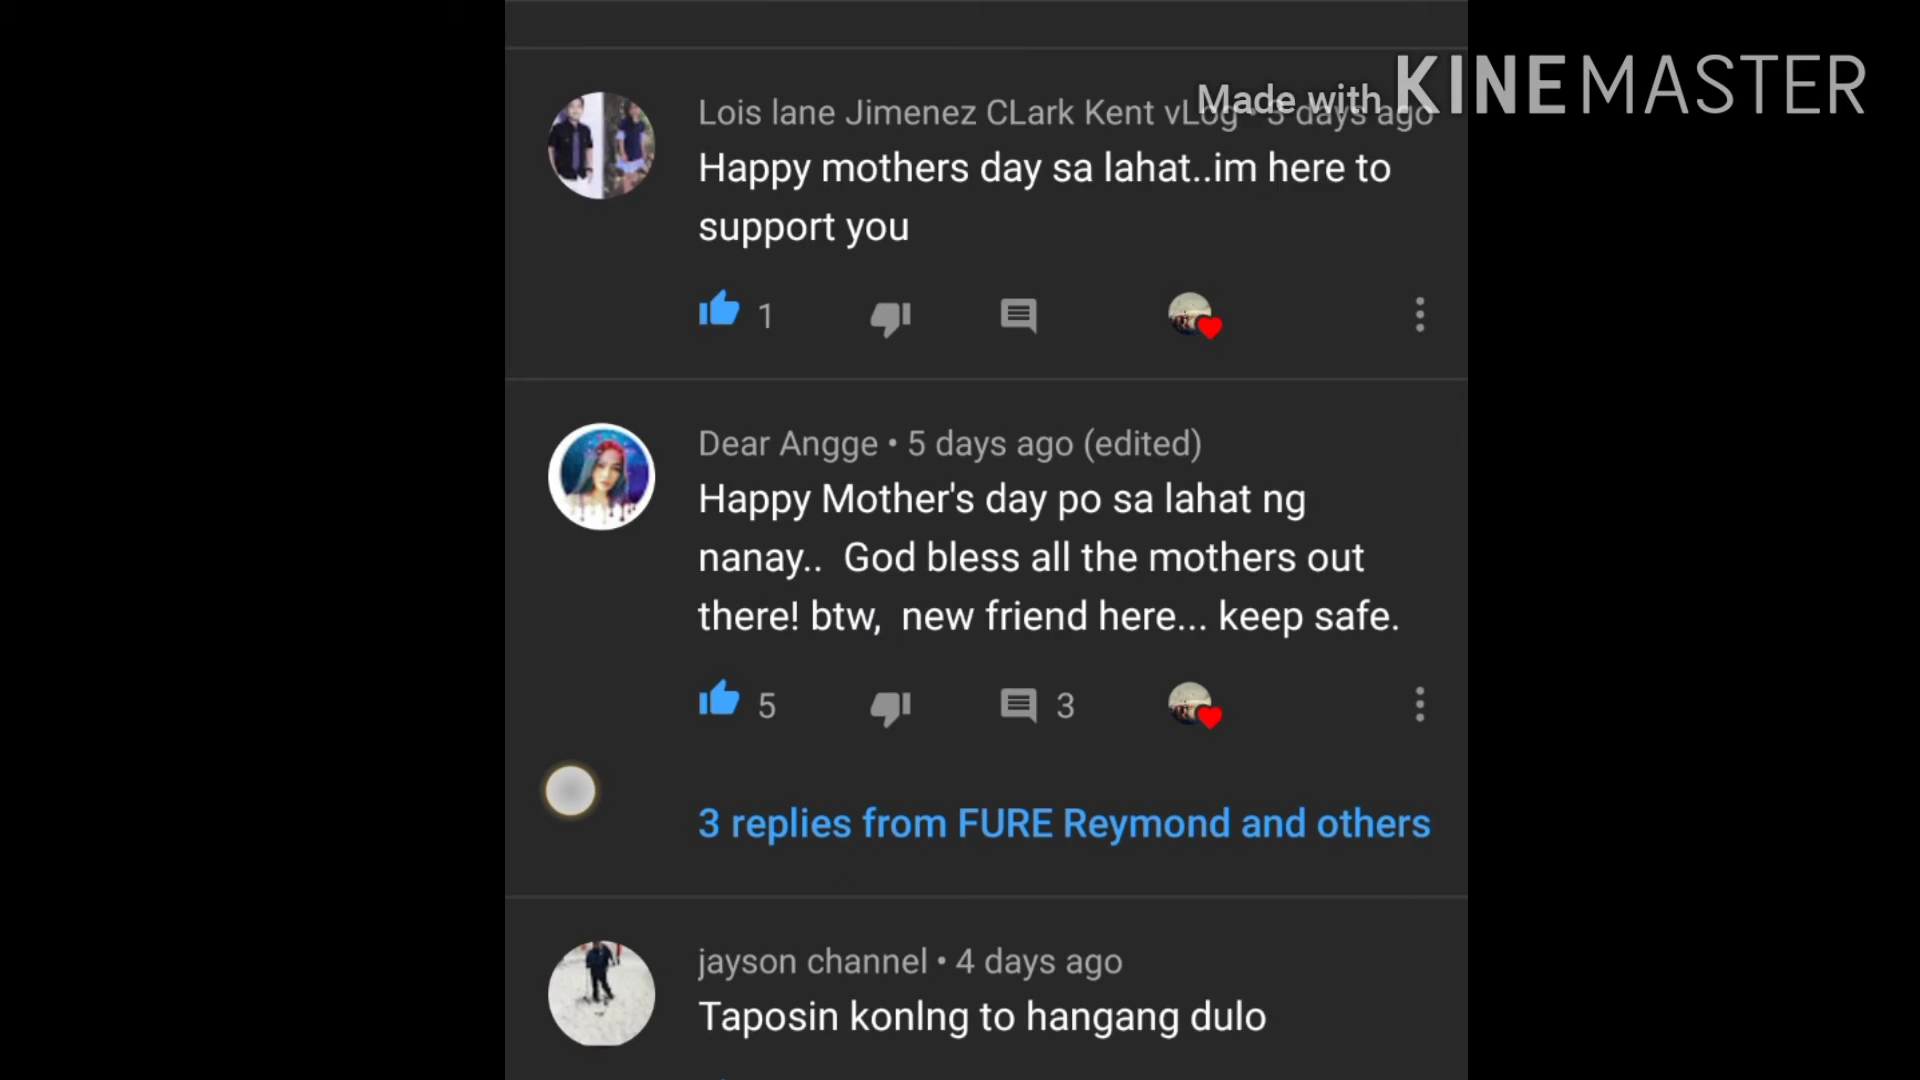 Made with KINEMASTER
Lois lane Jimenez CLark Kent vLog • 3 days ago
Happy mothers day sa lahat..im here to
support you
1
Dear Angge • 5 days ago (edited)
Happy Mother's day po sa lahat ng
nanay.. God bless all the mothers out
there! btw, new friend here... keep safe.
5 3
3 replies from FURE Reymond and others
jayson channel • 4 days ago
Taposin konlng to hangang dulo